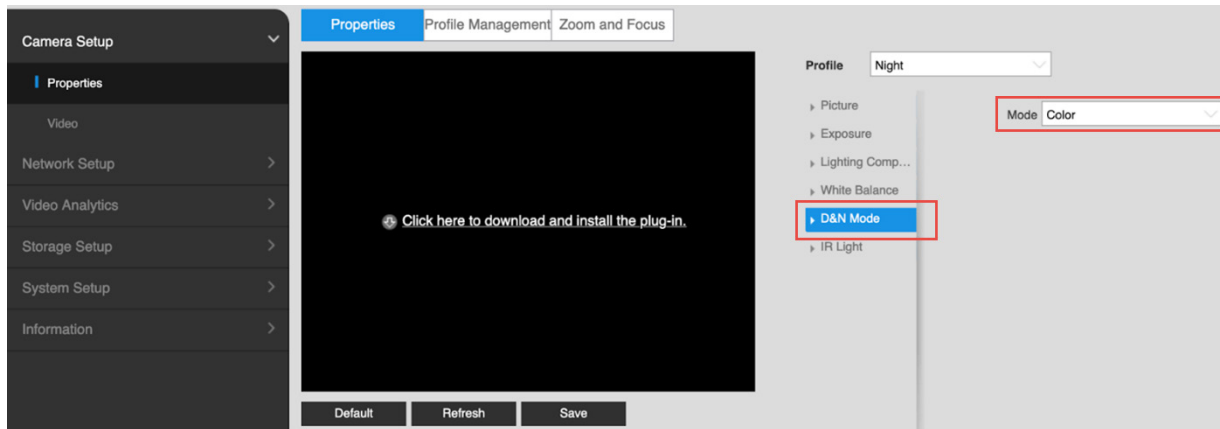 Camera Setup
Properties
Video
Network Setup
Video Analytics
Storage Setup
System Setup
Information
Properties
Profile Management
Zoom and Focus
Click here to download and install the plug-in.
Default
Refresh
Save
Profile Night
Picture
Exposure
Lighting Comp...
White Balance
D&N Mode
IR Light
Mode Color